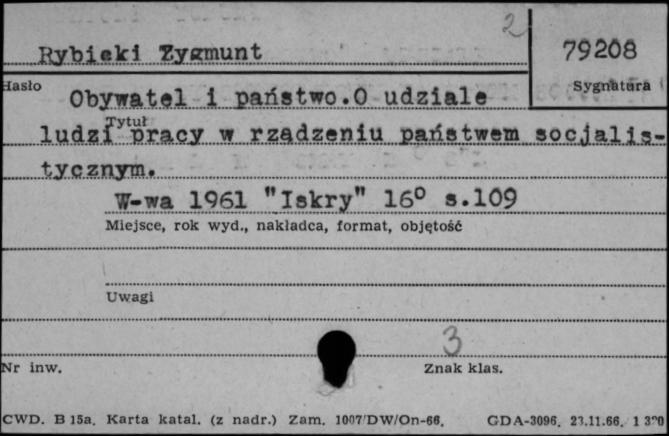 2
Rybicki Zygmunt
79208
Hasło
Sygnatura
Obywatel i państwo.O udziale
Tytuł
ludzi pracy w rządzeniu państwem socjalis-
tycznym.
W-wa 1961 "Iskry" 16° s.109
Miejsce, rok wyd., nakładca, format, objętość
Uwagi
3
Nr inw.
Znak klas.
CWD. B 15a. Karta katal. (z nadr.) Zam. 1007/DW/On-66. GDA-3096. 23.11.66.